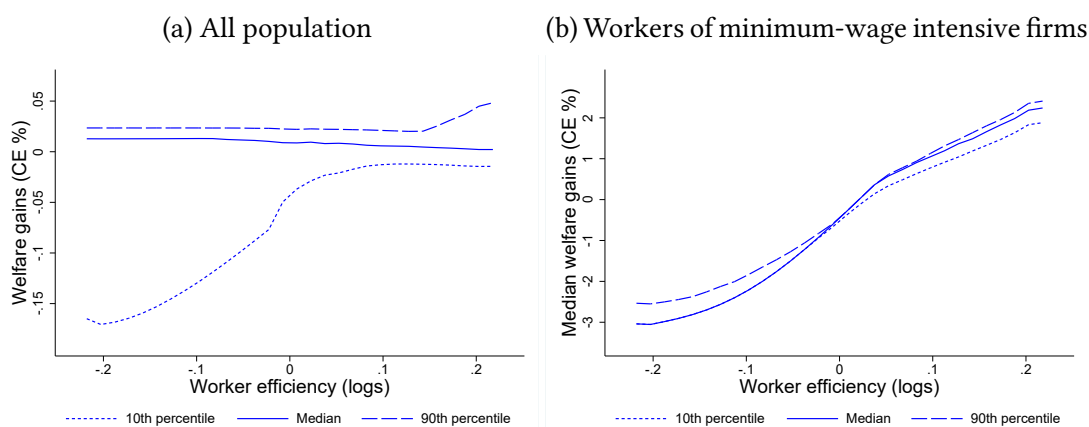 (a) All population
Welfare gains (CE %)
.05
0
-.05
-.1
-.15
-.2
-.1
0
.1
.2
Worker efficiency (logs)
10th percentile
Median
90th percentile
(b) Workers of minimum-wage intensive firms
Median welfare gains (CE %)
2
1
0
-1
-2
-3
-.2
-.1
0
.1
.2
Worker efficiency (logs)
10th percentile
Median
90th percentile